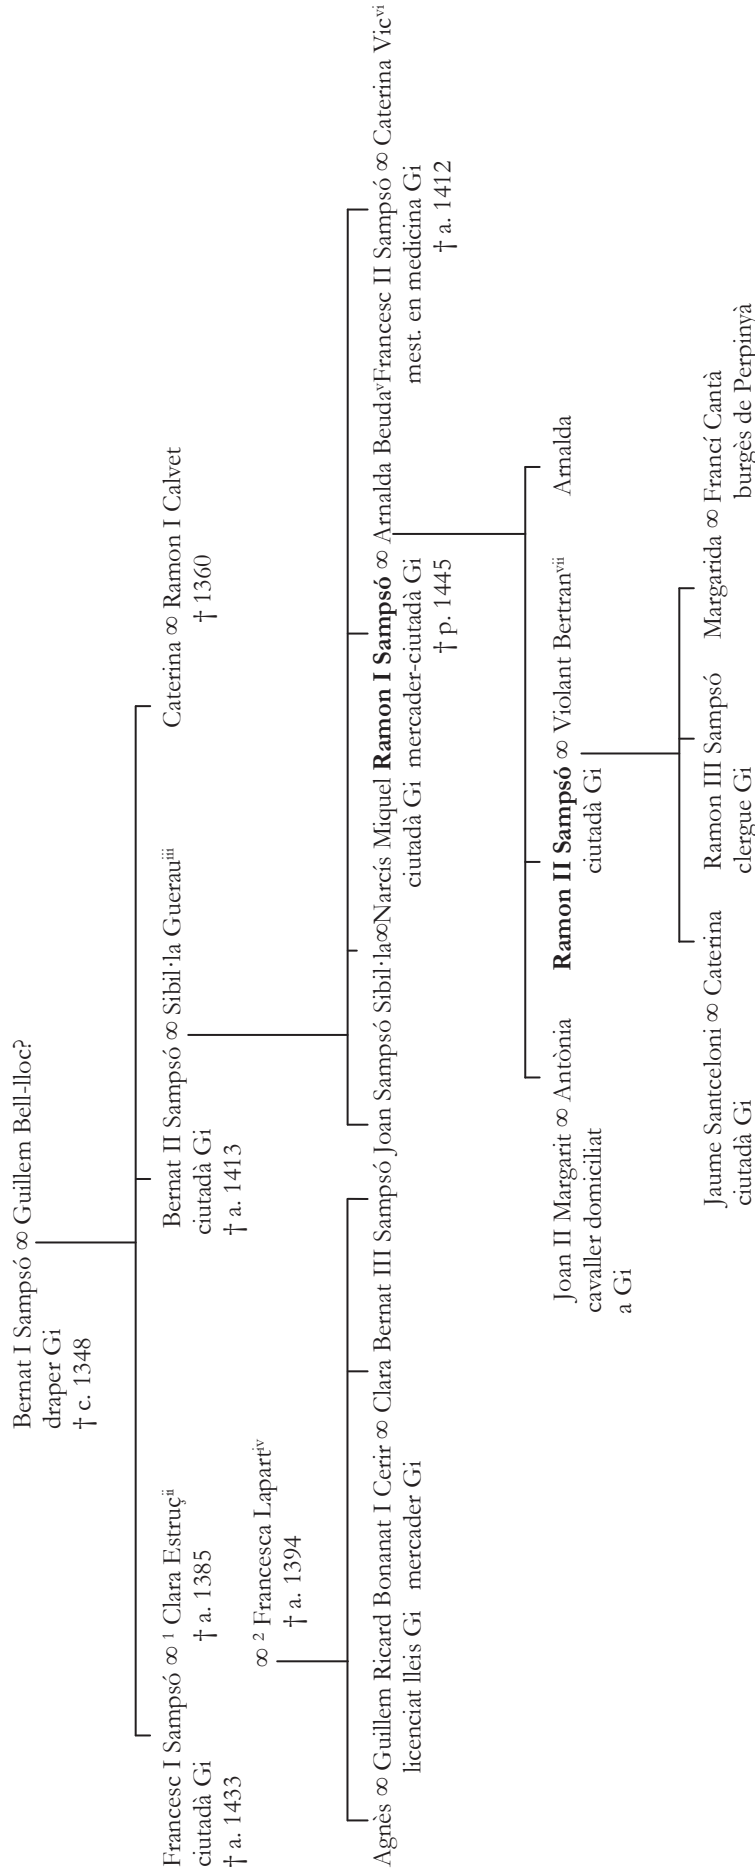 Bernat I Sampsó ∞ Guillem Bell-lloc?
draper Gi
† c. 1348
Francesc I Sampsó ∞ ¹ Clara Estruçⁱⁱ
ciutadà Gi † a. 1385
† a. 1433
∞ ² Francesca Lapartⁱᵛ
† a. 1394
Bernat II Sampsó ∞ Sibil·la Guerauⁱⁱⁱ
ciutadà Gi
† a. 1413
Caterina ∞ Ramon I Calvet
† 1360
Agnès ∞ Guillem Ricard Bonanat I Cerir ∞ Clara Bernat III Sampsó Joan Sampsó Sibil·la∞Narcís Miquel Ramon I Sampsó ∞ Arnalda Beudaᵛ Francesc II Sampsó ∞ Caterina Vicᵛⁱ
licenciat lleis Gi mercader Gi ciutadà Gi mercader-ciutadà Gi mest. en medicina Gi
† p. 1445 † a. 1412
Joan II Margarit ∞ Antònia Ramon II Sampsó ∞ Violant Bertranᵛⁱⁱ Arnalda
cavaller domiciliat ciutadà Gi
a Gi
Jaume Santceloni ∞ Caterina Ramon III Sampsó Margarida ∞ Francí Cantà
ciutadà Gi clergue Gi burgès de Perpinyà